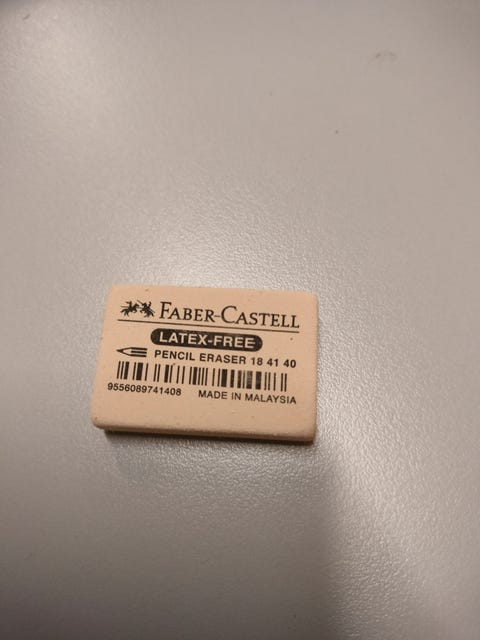 FABER-CASTELL
LATEX-FREE
PENCIL ERASER 18 41 40
9556089741408 MADE IN MALAYSIA